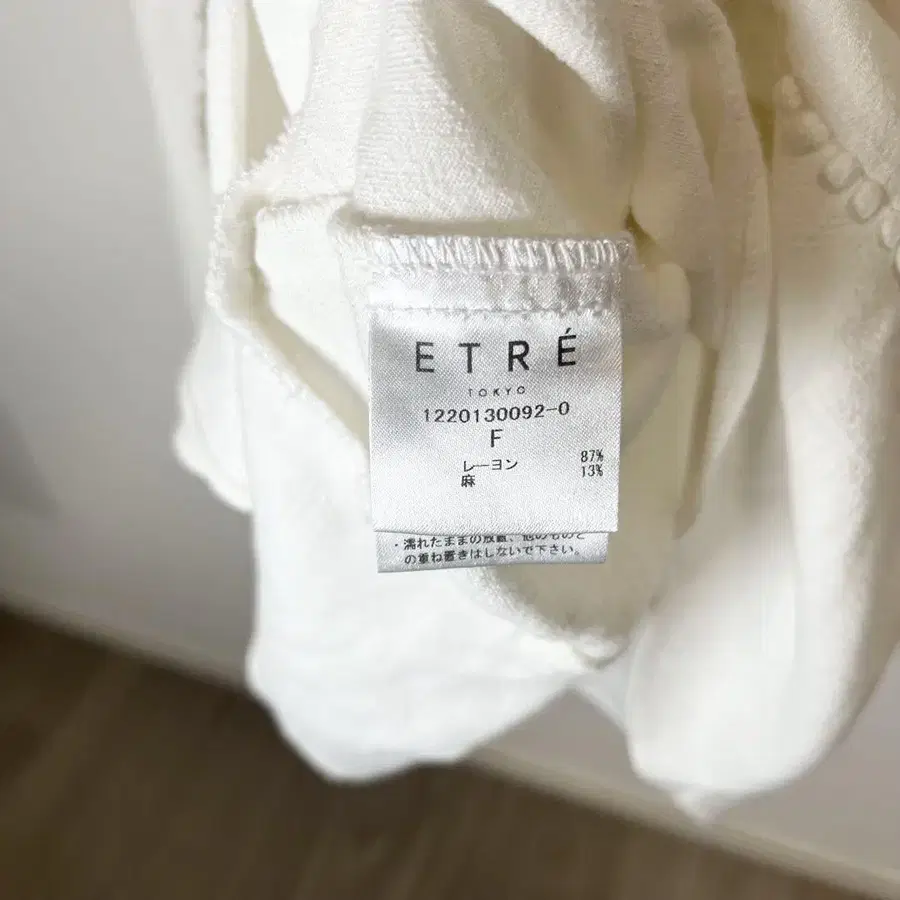 ETRÉ
TOKYO
1220130092-0
F
レーヨン 87%
麻 13%
・濡れたままの放置、他のものと
の重ね置きはしないで下さい。